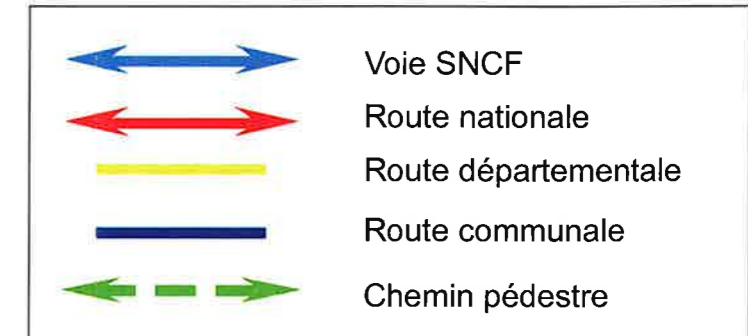 Voie SNCF
Route nationale
Route départementale
Route communale
Chemin pédestre